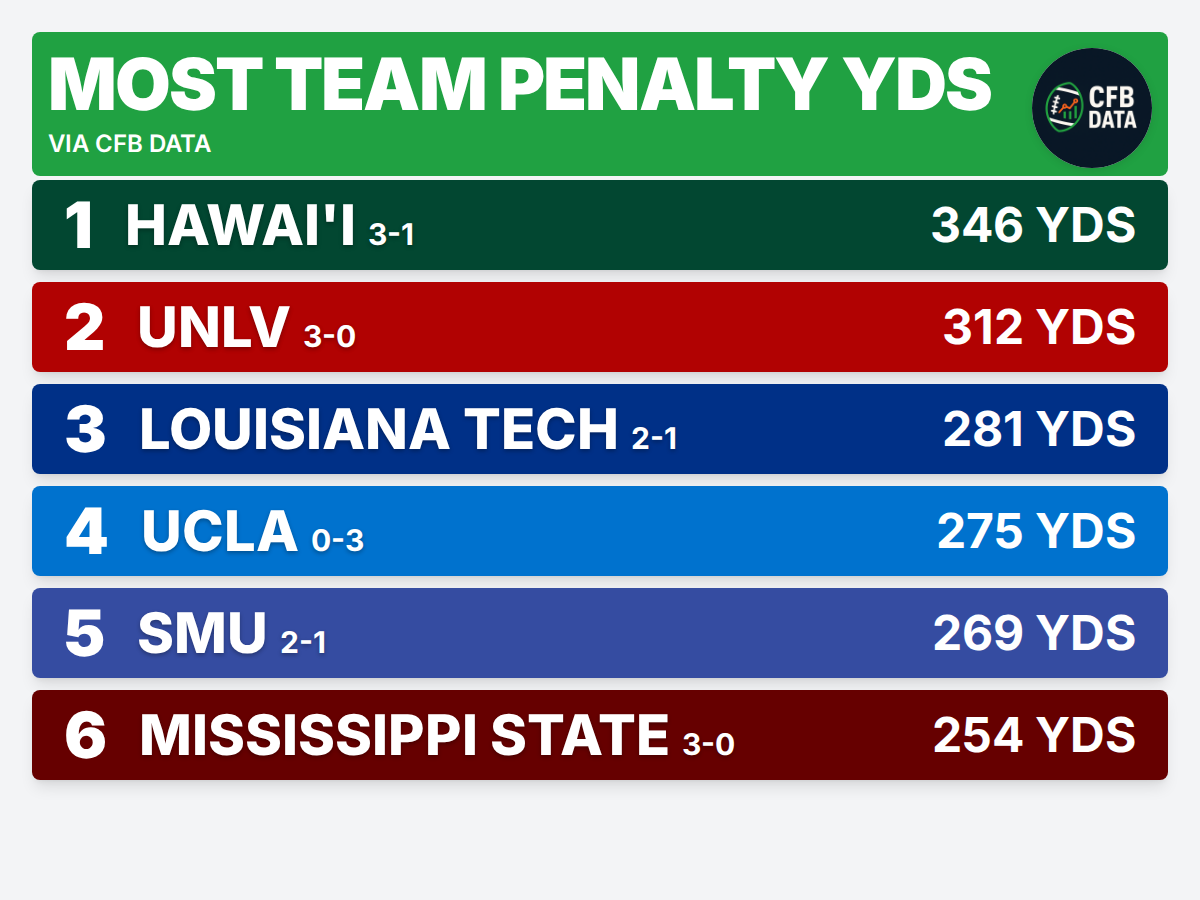 MOST TEAM PENALTY YDS
VIA CFB DATA
CFB
DATA
1 HAWAI'I 3-1 346 YDS
2 UNLV 3-0 312 YDS
3 LOUISIANA TECH 2-1 281 YDS
4 UCLA 0-3 275 YDS
5 SMU 2-1 269 YDS
6 MISSISSIPPI STATE 3-0 254 YDS